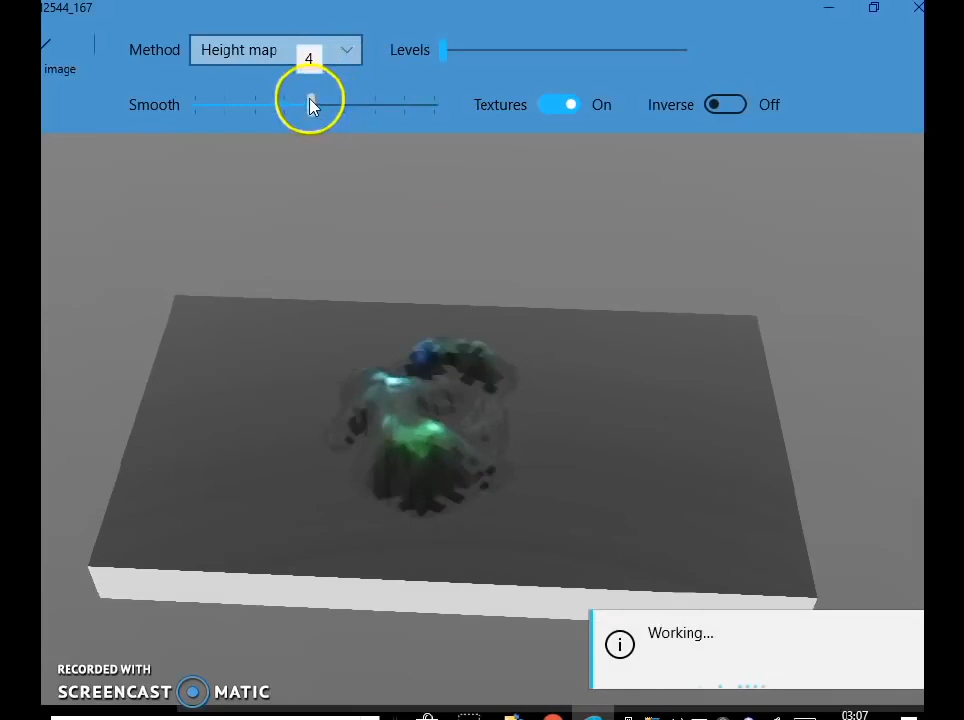 2544_167
Method Height map Levels
4
image
Smooth Textures On Inverse Off
Working...
RECORDED WITH
SCREENCAST MATIC
03:07